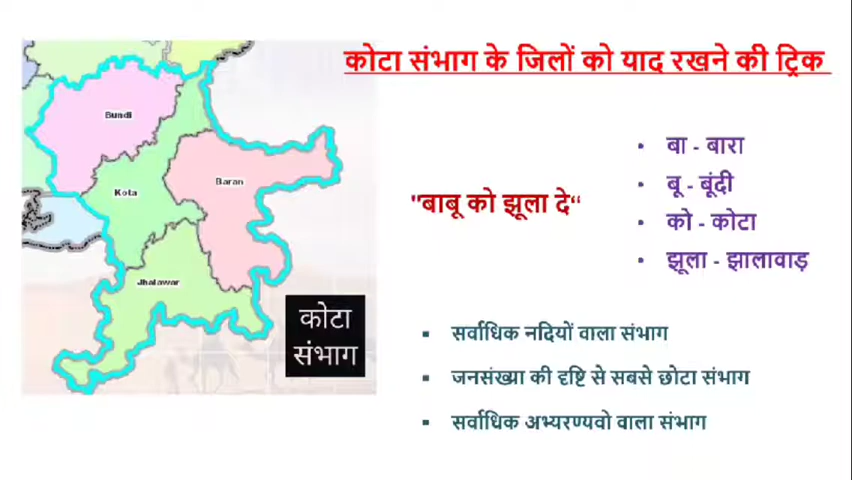 कोटा संभाग के जिलों को याद रखने की ट्रिक
Bundi
Kota
Baran
Jhalawar
कोटा
संभाग
"बाबू को झूला दे“
• बा - बारा
• बू - बूंदी
• को - कोटा
• झूला - झालावाड़
▪ सर्वाधिक नदियों वाला संभाग
▪ जनसंख्या की दृष्टि से सबसे छोटा संभाग
▪ सर्वाधिक अभ्यरण्यवो वाला संभाग